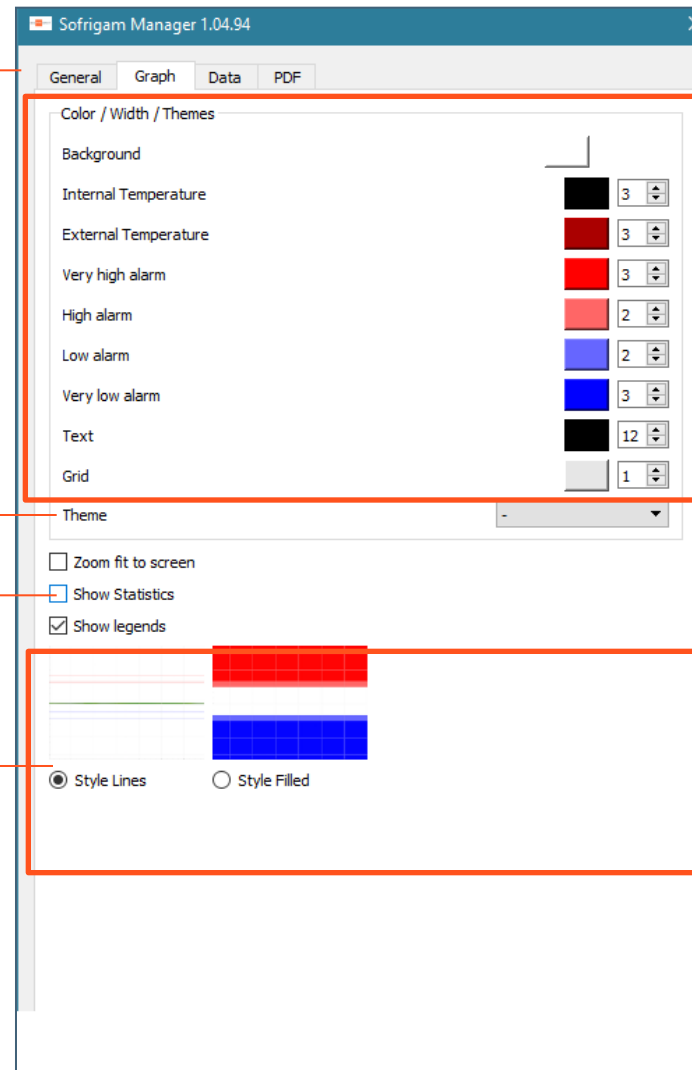 Sofrigam Manager 1.04.94
General Graph Data PDF
Color / Width / Themes
Background
Internal Temperature 3
External Temperature 3
Very high alarm 3
High alarm 2
Low alarm 2
Very low alarm 3
Text 12
Grid 1
Theme -
Zoom fit to screen
Show Statistics
Show legends
Style Lines Style Filled